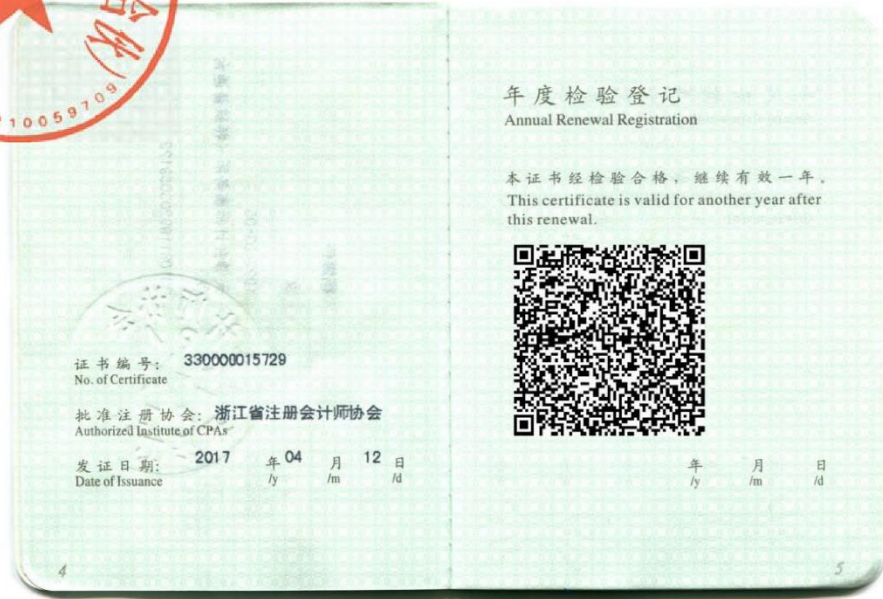 10059709
证书编号: 330000015729
No. of Certificate
批准注册协会: 浙江省注册会计师协会
Authorized Institute of CPAs
发证日期: 2017 年 04 月 12 日
Date of Issuance /y /m /d
4
年度检验登记
Annual Renewal Registration
本证书经检验合格，继续有效一年。
This certificate is valid for another year after
this renewal.
年 月 日
/y /m /d
5